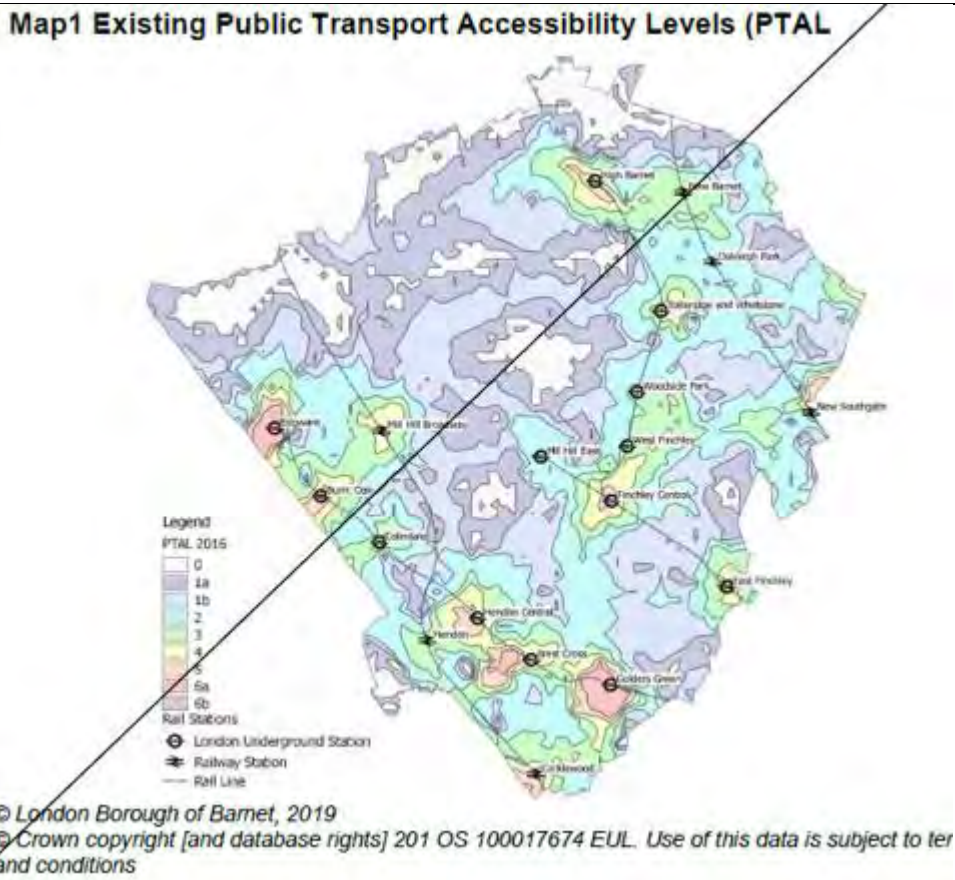 Map1 Existing Public Transport Accessibility Levels (PTAL
High Barnet
New Barnet
Oakleigh Park
Totteridge and Whetstone
Woodside Park
New Southgate
Edgware
Mill Hill Broadway
West Finchley
Mill Hill East
Burnt Oak
Finchley Central
Colindale
East Finchley
Hendon Central
Hendon
Brent Cross
Golders Green
Cricklewood
Legend
PTAL 2016
0
1a
1b
2
3
4
5
6a
6b
Rail Stations
London Underground Station
Railway Station
Rail Line
© London Borough of Barnet, 2019
© Crown copyright [and database rights] 201 OS 100017674 EUL. Use of this data is subject to ter
and conditions